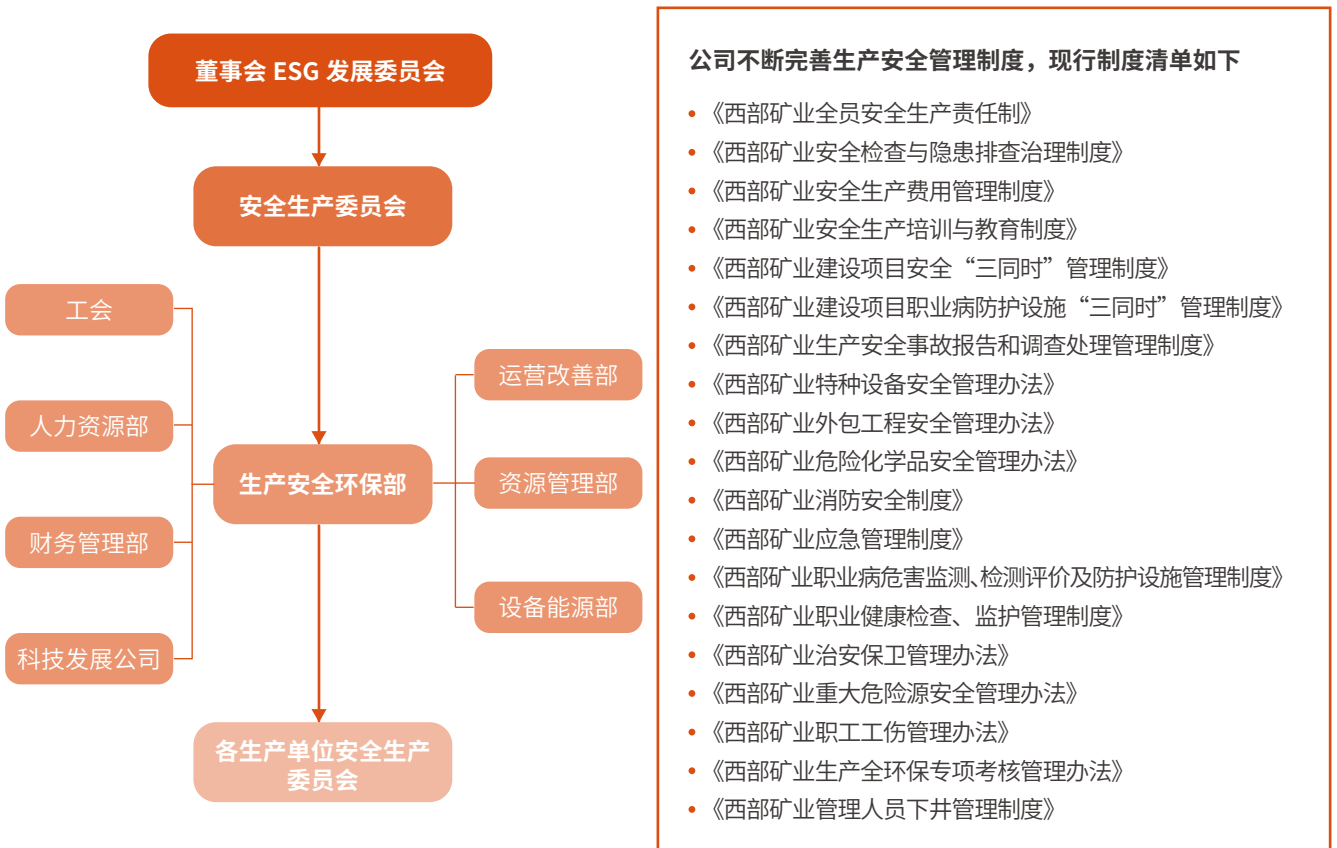 董事会 ESG 发展委员会
安全生产委员会
工会
人力资源部
财务管理部
科技发展公司
生产安全环保部
运营改善部
资源管理部
设备能源部
各生产单位安全生产
委员会
公司不断完善生产安全管理制度，现行制度清单如下
• 《西部矿业全员安全生产责任制》
• 《西部矿业安全检查与隐患排查治理制度》
• 《西部矿业安全生产费用管理制度》
• 《西部矿业安全生产培训与教育制度》
• 《西部矿业建设项目安全“三同时”管理制度》
• 《西部矿业建设项目职业病防护设施“三同时”管理制度》
• 《西部矿业生产安全事故报告和调查处理管理制度》
• 《西部矿业特种设备安全管理办法》
• 《西部矿业外包工程安全管理办法》
• 《西部矿业危险化学品安全管理办法》
• 《西部矿业消防安全制度》
• 《西部矿业应急管理制度》
• 《西部矿业职业病危害监测、检测评价及防护设施管理制度》
• 《西部矿业职业健康检查、监护管理制度》
• 《西部矿业治安保卫管理办法》
• 《西部矿业重大危险源安全管理办法》
• 《西部矿业职工工伤管理办法》
• 《西部矿业生产全环保专项考核管理办法》
• 《西部矿业管理人员下井管理制度》